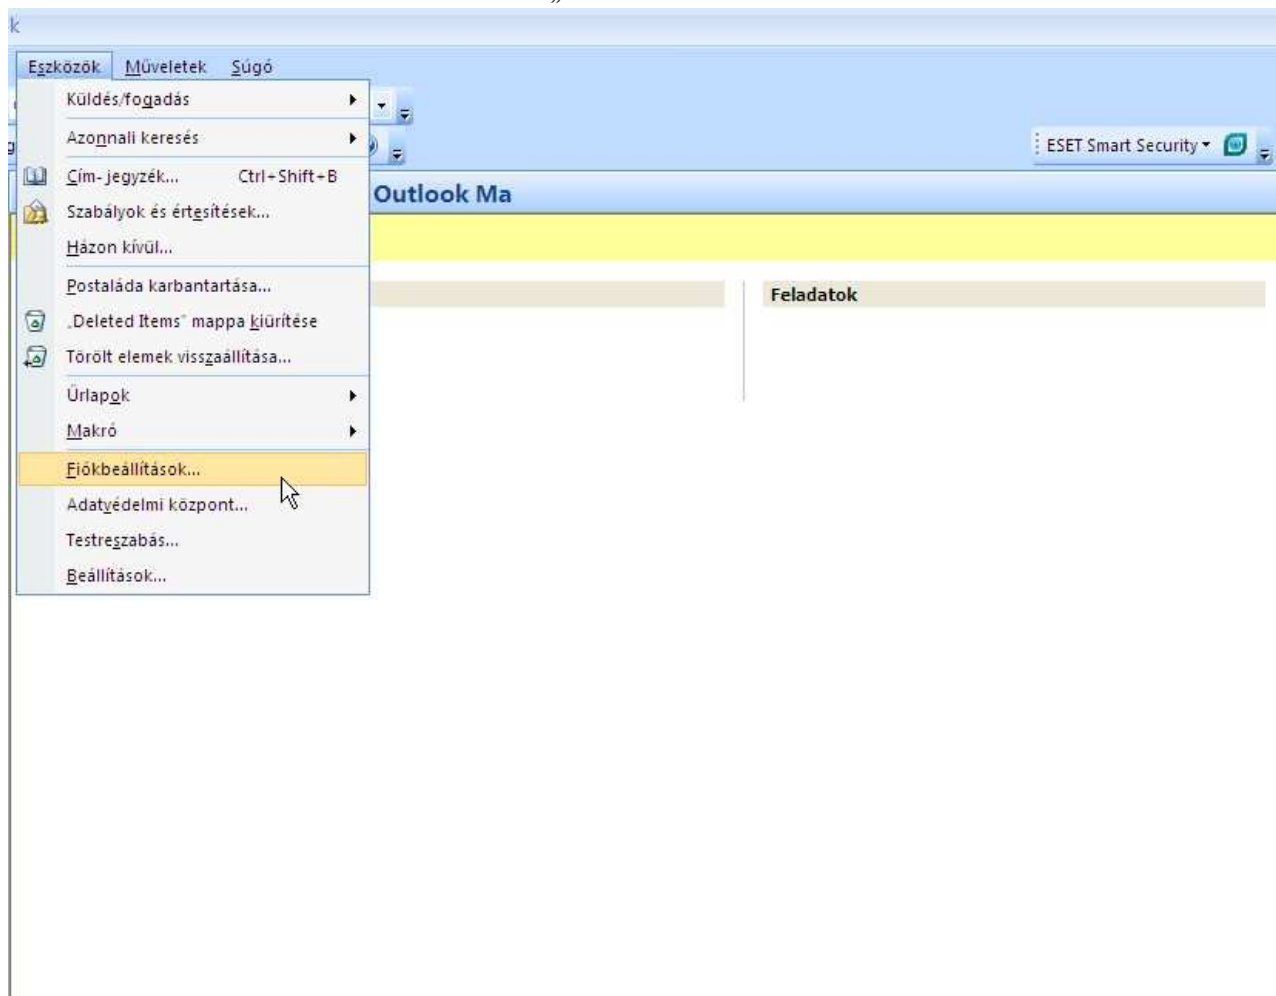 „
k
Eszközök Műveletek Súgó
Küldés/fogadás
Azonnali keresés
ESET Smart Security
Cím- jegyzék... Ctrl+Shift+B
Outlook Ma
Szabályok és értesítések...
Házon kívül...
Postaláda karbantartása...
Feladatok
„Deleted Items” mappa kiürítése
Törölt elemek visszaállítása...
Űrlapok
Makró
Fiókbeállítások...
Adatvédelmi központ...
Testreszabás...
Beállítások...